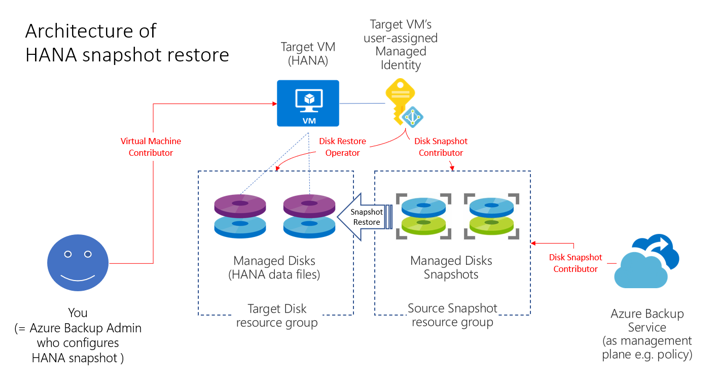 Architecture of
HANA snapshot restore
Target VM
(HANA)
Target VM's
user-assigned
Managed
Identity
VM
Virtual Machine
Contributor
Disk Restore
Operator
Disk Snapshot
Contributor
Snapshot
Restore
Managed Disks
(HANA data files)
Managed Disks
Snapshots
Disk Snapshot
Contributor
Target Disk
resource group
Source Snapshot
resource group
You
(= Azure Backup Admin
who configures
HANA snapshot )
Azure Backup
Service
(as management
plane e.g. policy)